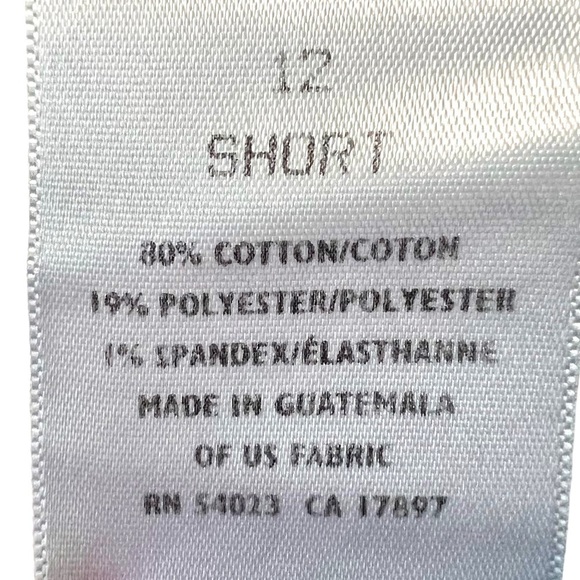 12
SHORT
80% COTTON/COTON
19% POLYESTER/POLYESTER
1% SPANDEX/ÉLASTHANNE
MADE IN GUATEMALA
OF US FABRIC
RN 54023 CA 17897